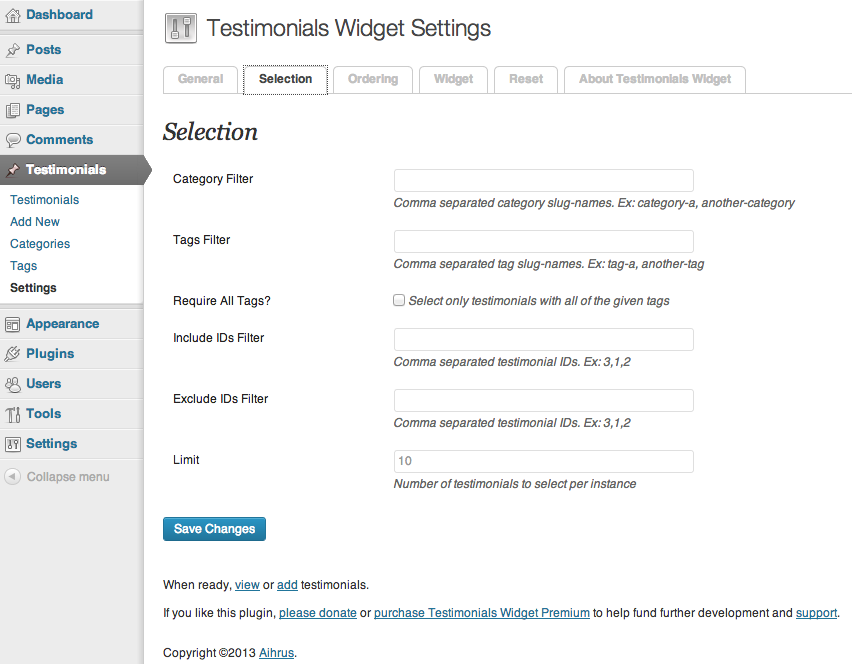 Dashboard
Posts
Media
Pages
Comments
Testimonials
Testimonials
Add New
Categories
Tags
Settings
Appearance
Plugins
Users
Tools
Settings
Collapse menu
Testimonials Widget Settings
General Selection Ordering Widget Reset About Testimonials Widget
Selection
Category Filter
Comma separated category slug-names. Ex: category-a, another-category
Tags Filter
Comma separated tag slug-names. Ex: tag-a, another-tag
Require All Tags? Select only testimonials with all of the given tags
Include IDs Filter
Comma separated testimonial IDs. Ex: 3,1,2
Exclude IDs Filter
Comma separated testimonial IDs. Ex: 3,1,2
Limit 10
Number of testimonials to select per instance
Save Changes
When ready, view or add testimonials.
If you like this plugin, please donate or purchase Testimonials Widget Premium to help fund further development and support.
Copyright ©2013 Aihrus.